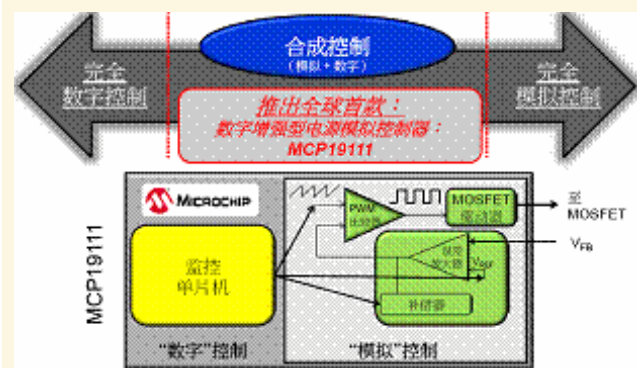 合成控制
(模拟+数字)
完全
数字控制
完全
模拟控制
推出全球首款：
数字增强型电源模拟控制器：
MCP19111
MICROCHIP
PWM
比较器
MOSFET
驱动器
至
MOSFET
VFB
误差
放大器
VREF
监控
单片机
补偿器
MCP19111
“数字”控制
“模拟”控制